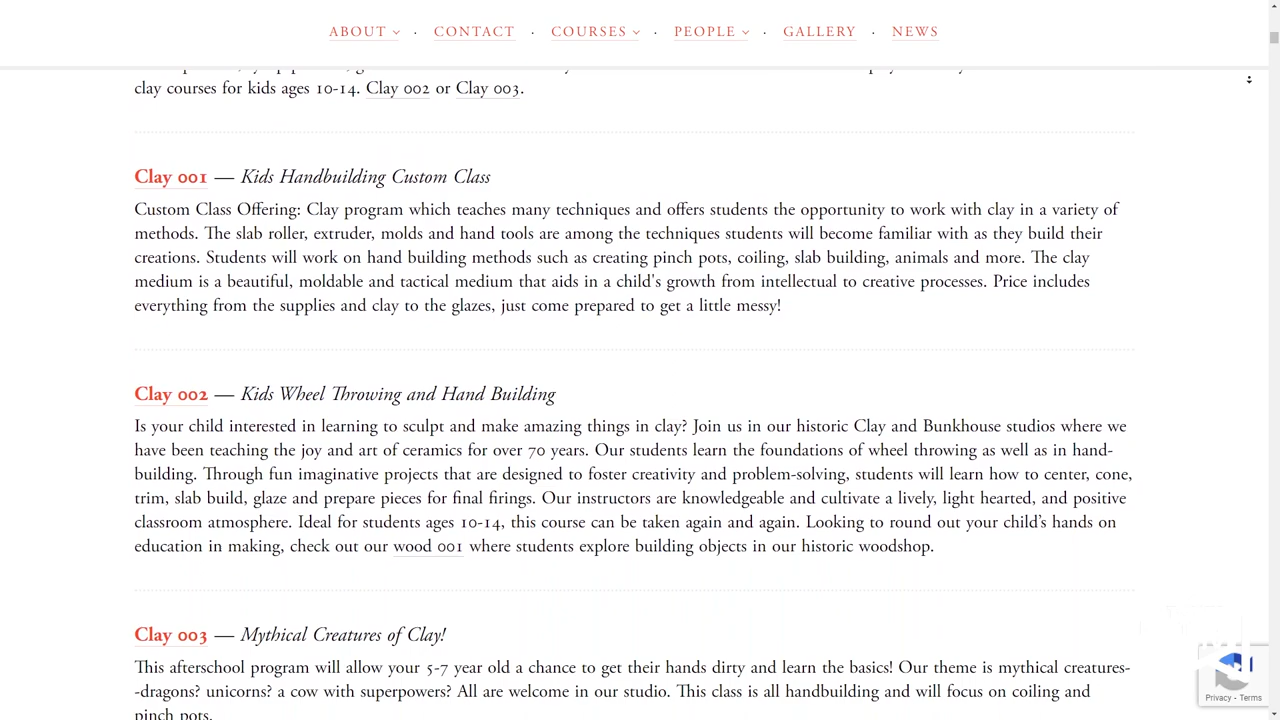 ABOUT · CONTACT · COURSES · PEOPLE · GALLERY · NEWS
clay courses for kids ages 10-14. Clay 002 or Clay 003.
Clay 001 — Kids Handbuilding Custom Class
Custom Class Offering: Clay program which teaches many techniques and offers students the opportunity to work with clay in a variety of
methods. The slab roller, extruder, molds and hand tools are among the techniques students will become familiar with as they build their
creations. Students will work on hand building methods such as creating pinch pots, coiling, slab building, animals and more. The clay
medium is a beautiful, moldable and tactical medium that aids in a child's growth from intellectual to creative processes. Price includes
everything from the supplies and clay to the glazes, just come prepared to get a little messy!
Clay 002 — Kids Wheel Throwing and Hand Building
Is your child interested in learning to sculpt and make amazing things in clay? Join us in our historic Clay and Bunkhouse studios where we
have been teaching the joy and art of ceramics for over 70 years. Our students learn the foundations of wheel throwing as well as in hand-
building. Through fun imaginative projects that are designed to foster creativity and problem-solving, students will learn how to center, cone,
trim, slab build, glaze and prepare pieces for final firings. Our instructors are knowledgeable and cultivate a lively, light hearted, and positive
classroom atmosphere. Ideal for students ages 10-14, this course can be taken again and again. Looking to round out your child’s hands on
education in making, check out our wood 001 where students explore building objects in our historic woodshop.
Clay 003 — Mythical Creatures of Clay!
This afterschool program will allow your 5-7 year old a chance to get their hands dirty and learn the basics! Our theme is mythical creatures-
-dragons? unicorns? a cow with superpowers? All are welcome in our studio. This class is all handbuilding and will focus on coiling and
pinch pots.
Privacy - Terms